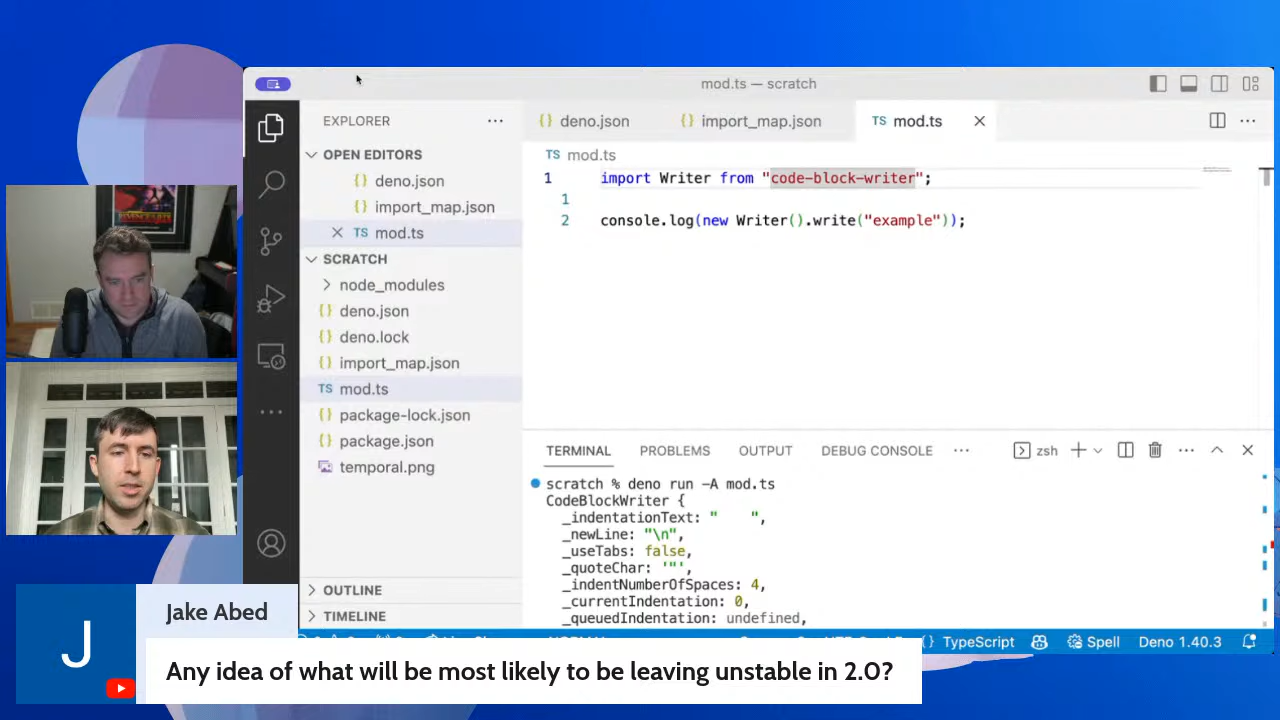 mod.ts — scratch
EXPLORER
OPEN EDITORS
{} deno.json
{} import_map.json
TS mod.ts
SCRATCH
node_modules
{} deno.json
{} deno.lock
{} import_map.json
TS mod.ts
{} package-lock.json
{} package.json
temporal.png
OUTLINE
TIMELINE
{} deno.json {} import_map.json TS mod.ts
TS mod.ts
1 import Writer from "code-block-writer";
1
2 console.log(new Writer().write("example"));
TERMINAL PROBLEMS OUTPUT DEBUG CONSOLE
zsh
scratch % deno run -A mod.ts
CodeBlockWriter {
_indentationText: "    ",
_newLine: "\n",
_useTabs: false,
_quoteChar: '"',
_indentNumberOfSpaces: 4,
_currentIndentation: 0,
_queuedIndentation: undefined,
{} TypeScript Spell Deno 1.40.3
J
Jake Abed
Any idea of what will be most likely to be leaving unstable in 2.0?